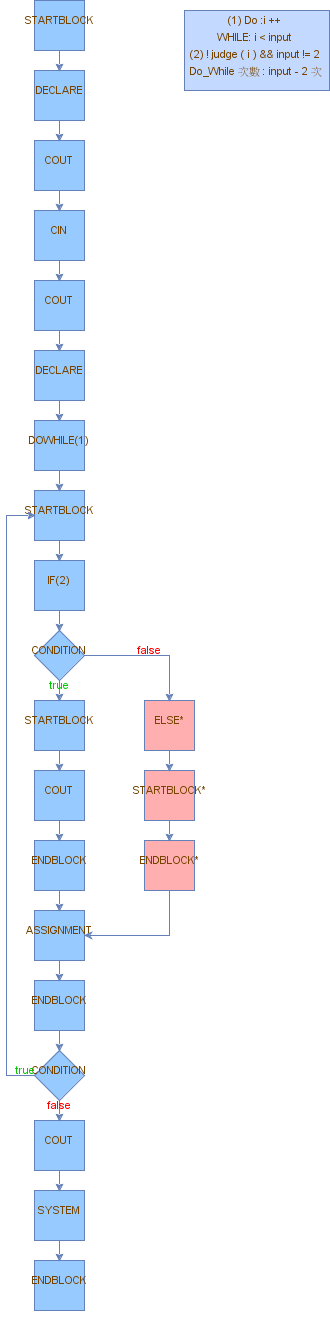 STARTBLOCK
(1) Do :i ++
WHILE: i < input
(2) ! judge ( i ) && input != 2
Do_While 次數 : input - 2 次
DECLARE
COUT
CIN
COUT
DECLARE
DOWHILE(1)
STARTBLOCK
IF(2)
CONDITION
false
true
STARTBLOCK
ELSE*
COUT
STARTBLOCK*
ENDBLOCK
ENDBLOCK*
ASSIGNMENT
ENDBLOCK
true
CONDITION
false
COUT
SYSTEM
ENDBLOCK